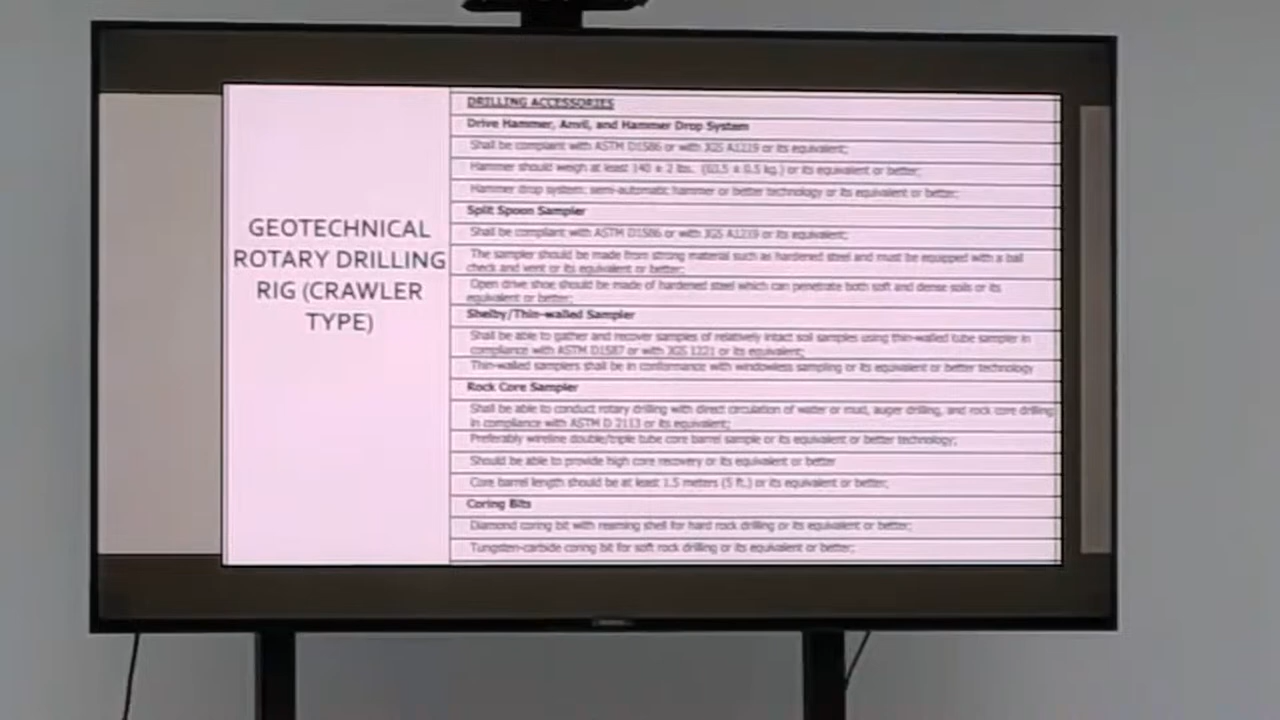 GEOTECHNICAL
ROTARY DRILLING
RIG (CRAWLER
TYPE)
DRILLING ACCESSORIES
Drive Hammer, Anvil, and Hammer Drop System
Shall be compliant with ASTM D1586 or with JGS A1219 or its equivalent;
Hammer should weigh at least 140 ± 2 lbs. (63.5 ± 0.5 kg.) or its equivalent or better;
Hammer drop system: semi-automatic hammer or better technology or its equivalent or better;
Split Spoon Sampler
Shall be compliant with ASTM D1586 or with JGS A1219 or its equivalent;
The sampler should be made from strong material such as hardened steel and must be equipped with a ball
check and vent or its equivalent or better;
Open drive shoe should be made of hardened steel which can penetrate both soft and dense soils or its
equivalent or better;
Shelby/Thin-walled Sampler
Shall be able to gather and recover samples of relatively intact soil samples using thin-walled tube sampler in
compliance with ASTM D1587 or with JGS 1221 or its equivalent;
Thin-walled samplers shall be in conformance with windowless sampling or its equivalent or better technology
Rock Core Sampler
Shall be able to conduct rotary drilling with direct circulation of water or mud, auger drilling, and rock core drilling
in compliance with ASTM D 2113 or its equivalent;
Preferably wireline double/triple tube core barrel sample or its equivalent or better technology;
Should be able to provide high core recovery or its equivalent or better
Core barrel length should be at least 1.5 meters (5 ft.) or its equivalent or better;
Coring Bits
Diamond coring bit with reaming shell for hard rock drilling or its equivalent or better;
Tungsten-carbide coring bit for soft rock drilling or its equivalent or better;